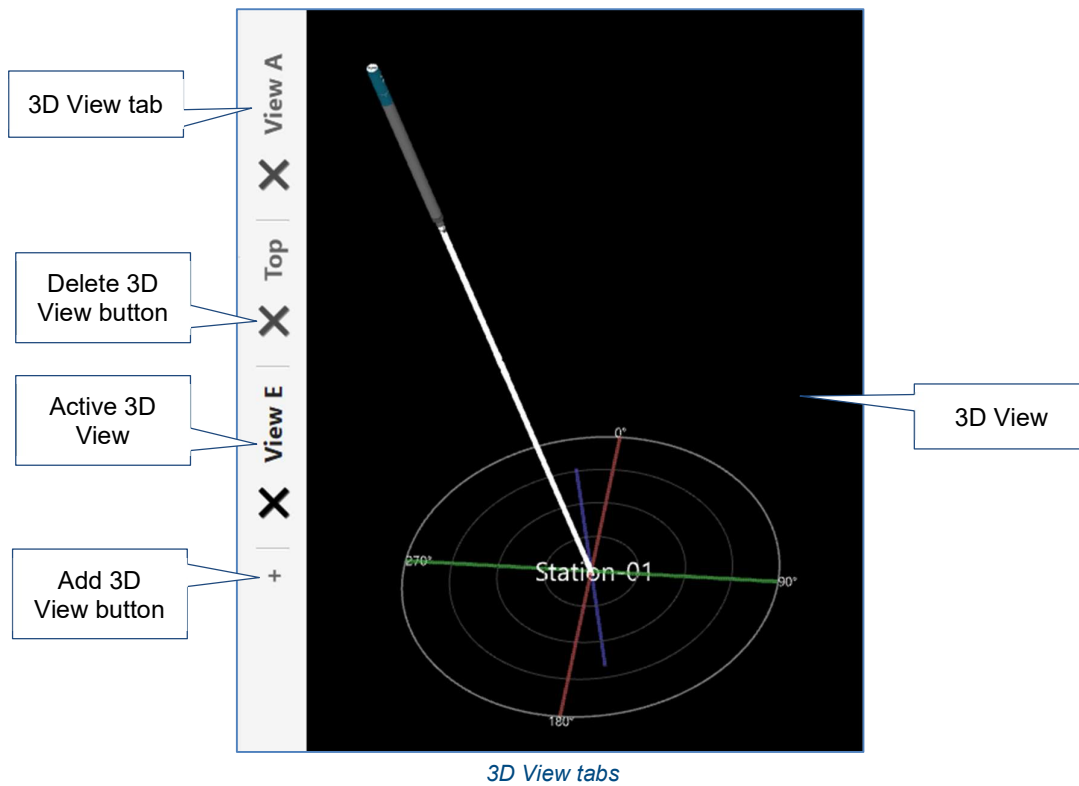 3D View tab
Delete 3D
View button
Active 3D
View
Add 3D
View button
View A
Top
View E
+
0°
270°
Station-01
90°
180°
3D View
3D View tabs